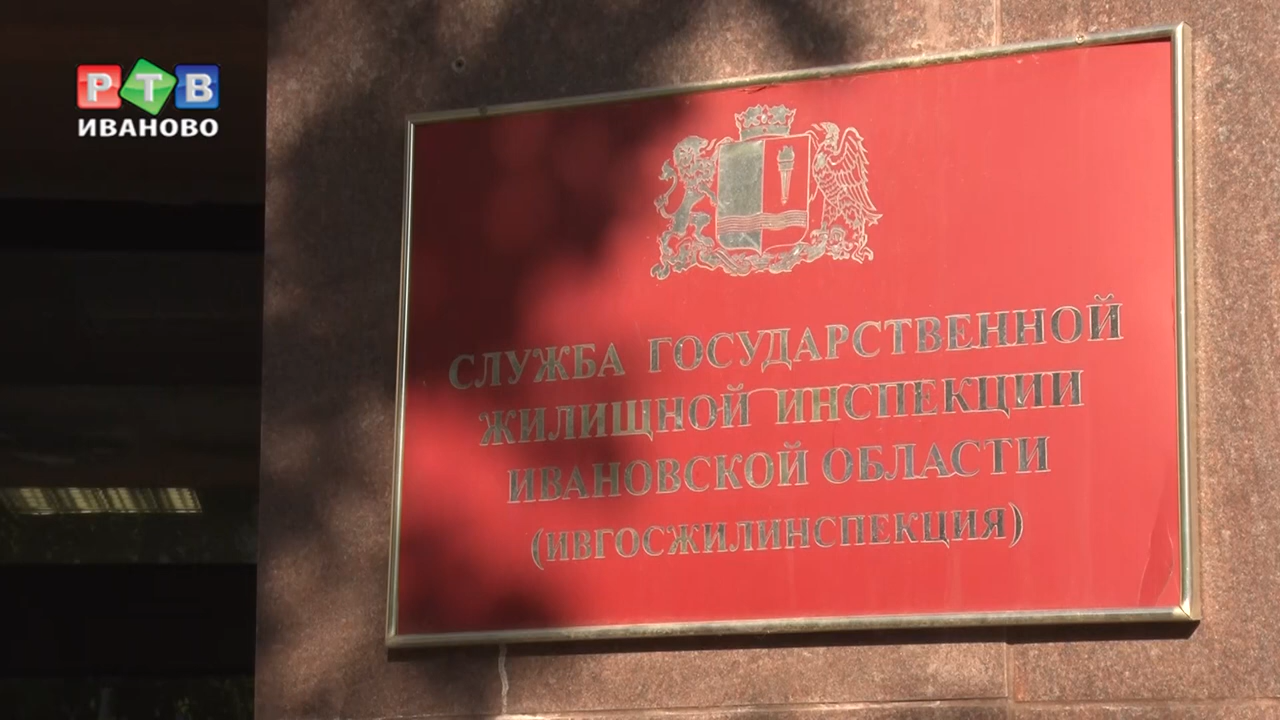 РТВ
ИВАНОВО
СЛУЖБА ГОСУДАРСТВЕННОЙ
ЖИЛИЩНОЙ ИНСПЕКЦИИ
ИВАНОВСКОЙ ОБЛАСТИ
(ИВГОСЖИЛИНСПЕКЦИЯ)